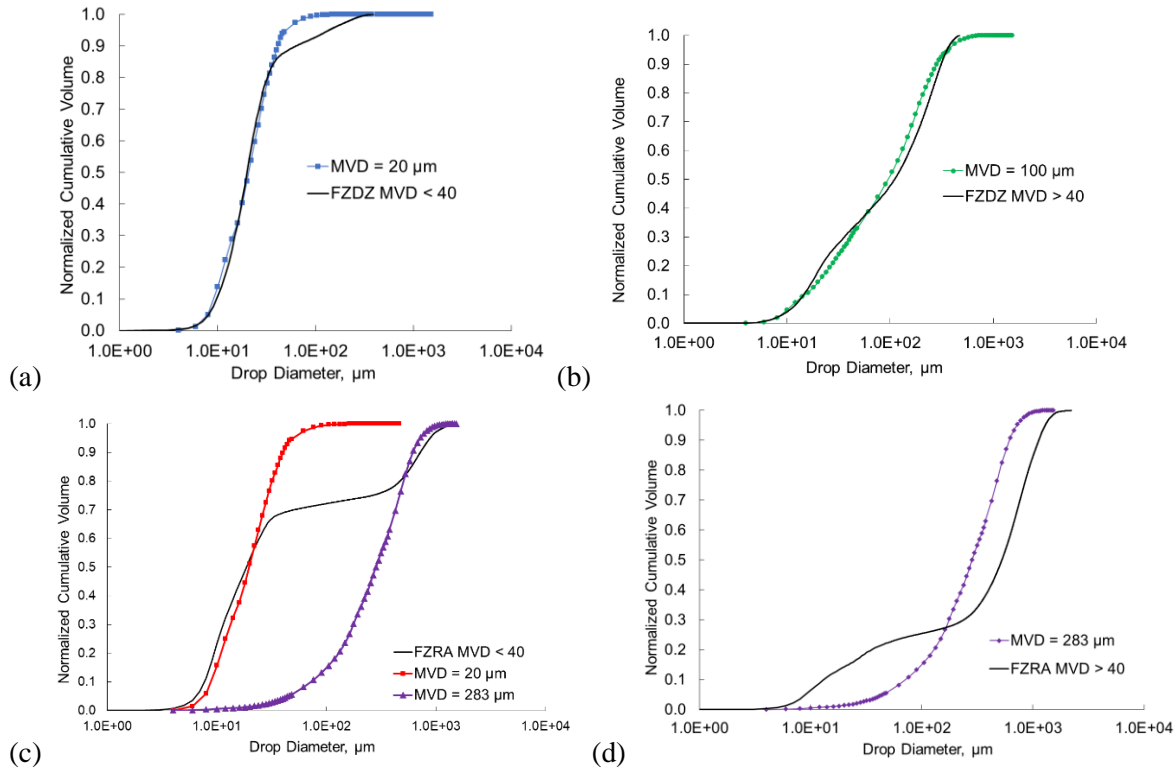 1.0
0.9
0.8
0.7
0.6
0.5
0.4
0.3
0.2
0.1
0.0
Normalized Cumulative Volume
MVD = 20 µm
FZDZ MVD < 40
1.0E+00 1.0E+01 1.0E+02 1.0E+03 1.0E+04
Drop Diameter, µm
(a)
1.0
0.9
0.8
0.7
0.6
0.5
0.4
0.3
0.2
0.1
0.0
Normalized Cumulative Volume
MVD = 100 µm
FZDZ MVD > 40
1.0E+00 1.0E+01 1.0E+02 1.0E+03 1.0E+04
Drop Diameter, µm
(b)
1.0
0.9
0.8
0.7
0.6
0.5
0.4
0.3
0.2
0.1
0.0
Normalized Cumulative Volume
FZRA MVD < 40
MVD = 20 µm
MVD = 283 µm
1.0E+00 1.0E+01 1.0E+02 1.0E+03 1.0E+04
Drop Diameter, µm
(c)
1.0
0.9
0.8
0.7
0.6
0.5
0.4
0.3
0.2
0.1
0.0
Normalized Cumulative Volume
MVD = 283 µm
FZRA MVD > 40
1.0E+00 1.0E+01 1.0E+02 1.0E+03 1.0E+04
Drop Diameter, µm
(d)